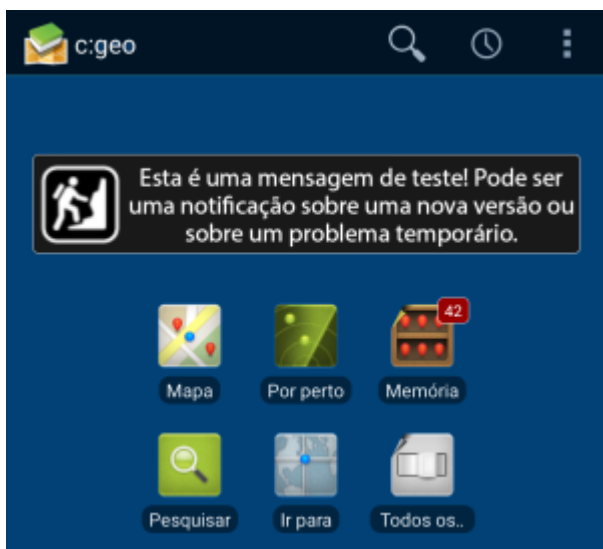 c:geo
Esta é uma mensagem de teste! Pode ser
uma notificação sobre uma nova versão ou
sobre um problema temporário.
42
Mapa
Por perto
Memória
Pesquisar
Ir para
Todos os..